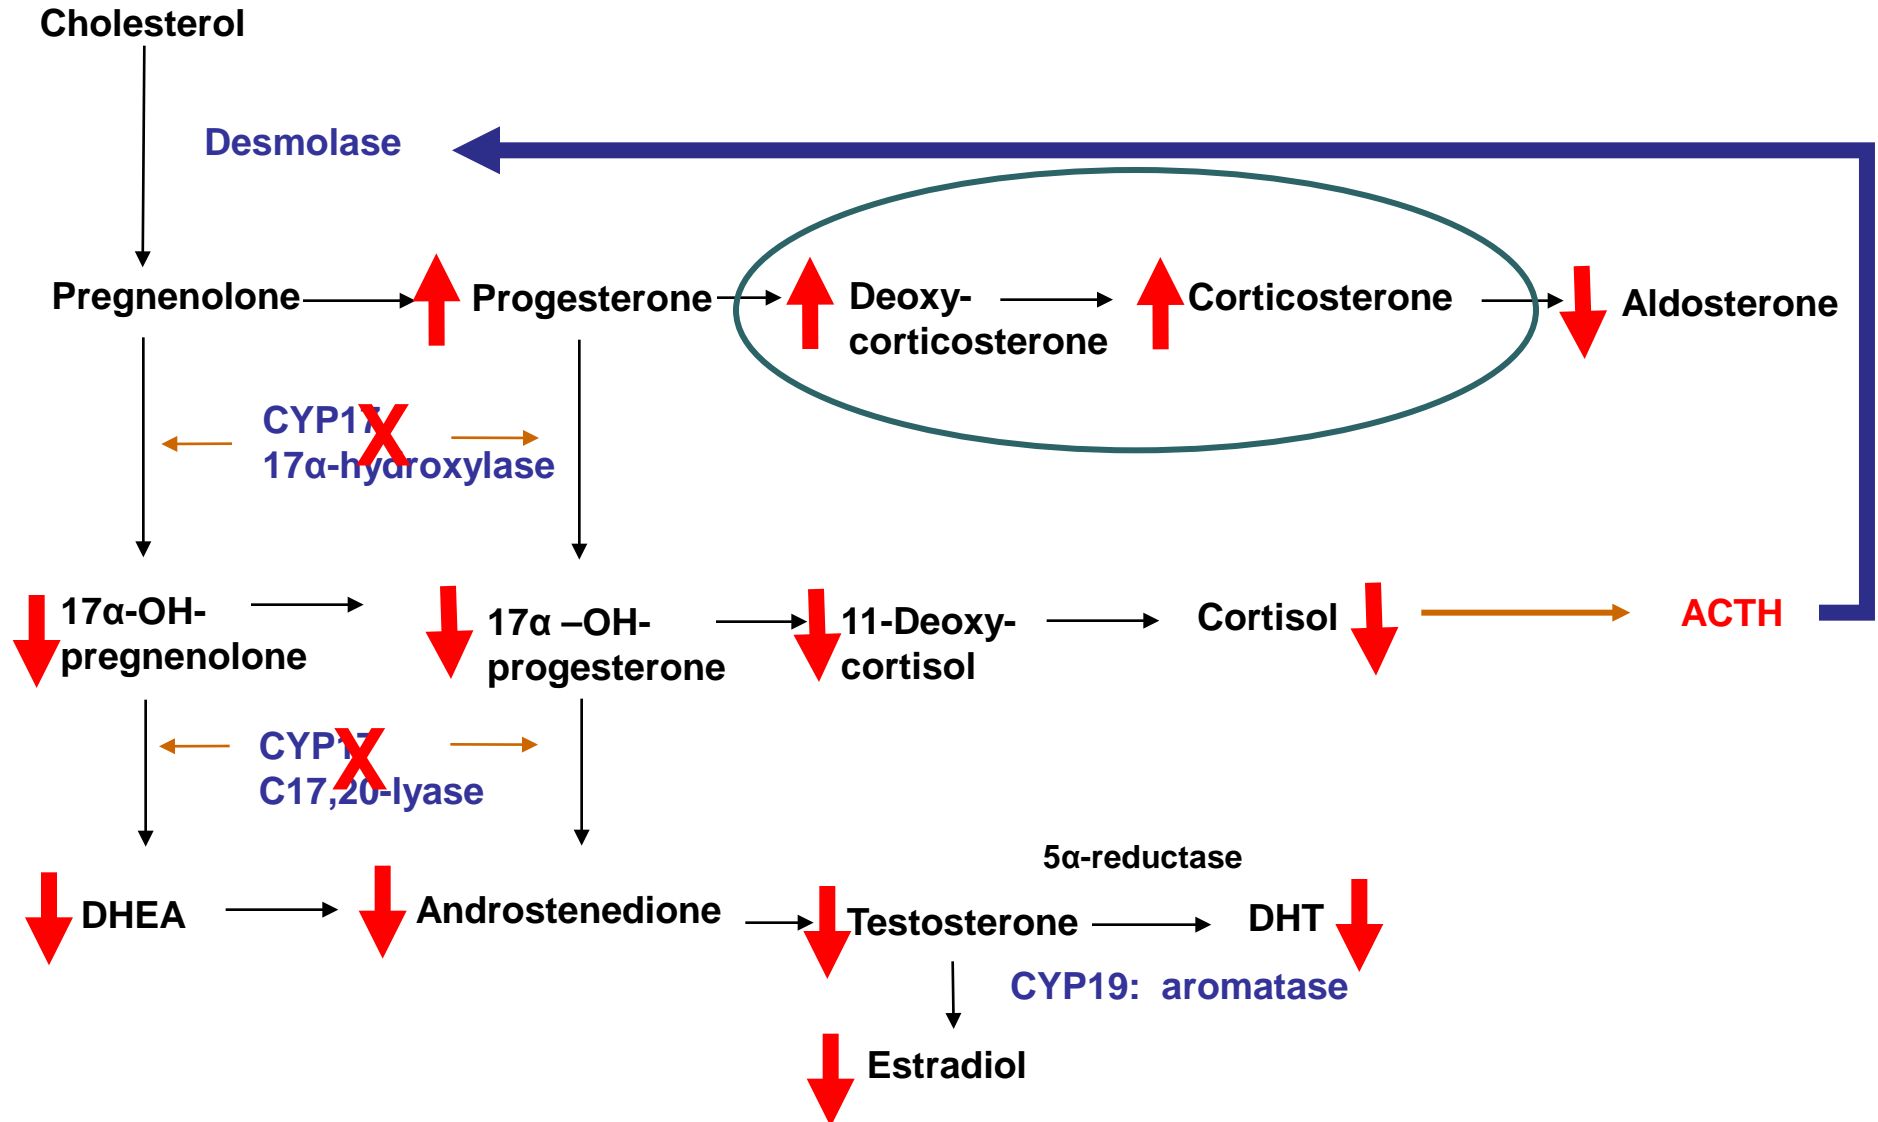 Cholesterol
Desmolase
Pregnenolone
Progesterone
Deoxy-
corticosterone
Corticosterone
Aldosterone
CYP17
X
17α-hydroxylase
17α-OH-
pregnenolone
17α –OH-
progesterone
11-Deoxy-
cortisol
Cortisol
ACTH
CYP17
X
C17,20-lyase
5α-reductase
DHEA
Androstenedione
Testosterone
DHT
CYP19:  aromatase
Estradiol